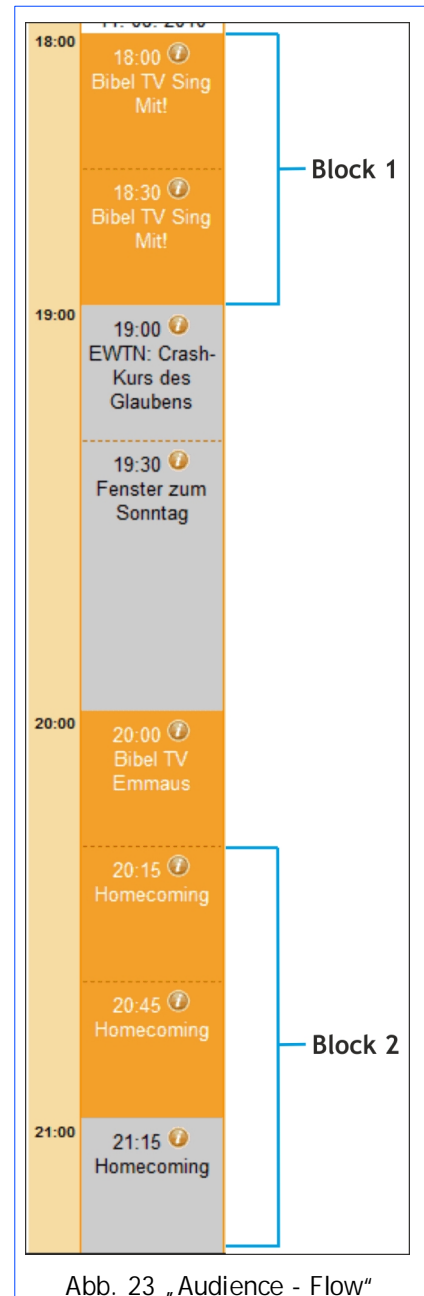 18:00
18:00
Bibel TV Sing
Mit!
Block 1
18:30
Bibel TV Sing
Mit!
19:00
19:00
EWTN: Crash-
Kurs des
Glaubens
19:30
Fenster zum
Sonntag
20:00
20:00
Bibel TV
Emmaus
20:15
Homecoming
20:45
Homecoming
Block 2
21:00
21:15
Homecoming
Abb. 23 „Audience - Flow“